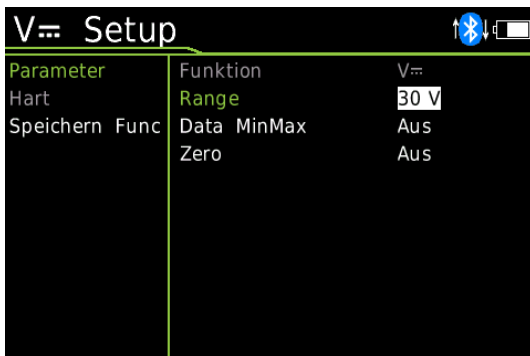 V⎓ Setup
Parameter
Hart
Speichern Func
Funktion V⎓
Range 30 V
Data MinMax Aus
Zero Aus